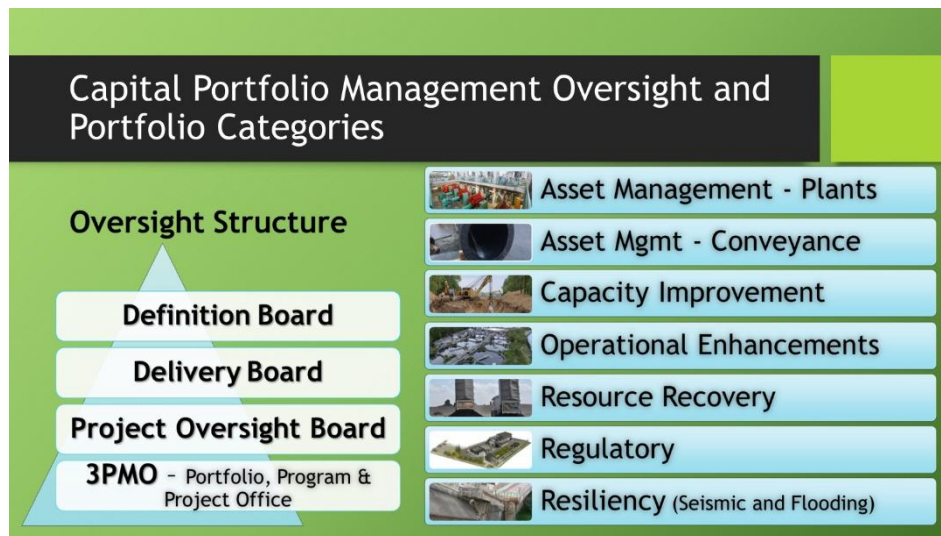 Capital Portfolio Management Oversight and
Portfolio Categories
Oversight Structure
Definition Board
Delivery Board
Project Oversight Board
3PMO - Portfolio, Program &
Project Office
Asset Management - Plants
Asset Mgmt - Conveyance
Capacity Improvement
Operational Enhancements
Resource Recovery
Regulatory
Resiliency (Seismic and Flooding)